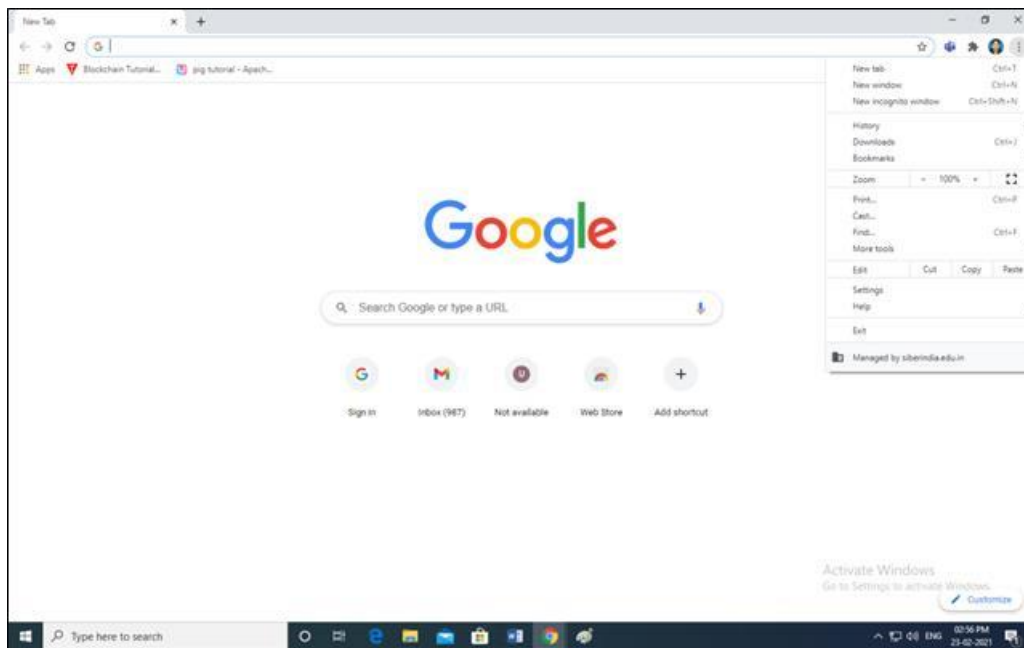 New Tab
Apps Blockchain Tutorial... pig tutorial - Apach...
New tab Ctrl+T
New window Ctrl+N
New incognito window Ctrl+Shift+N
History
Downloads Ctrl+J
Bookmarks
Zoom - 100% +
Print... Ctrl+P
Cast...
Find... Ctrl+F
More tools
Edit Cut Copy Paste
Settings
Help
Exit
Managed by siberindia.edu.in
Google
Search Google or type a URL
Sign in Inbox (987) Not available Web Store Add shortcut
Activate Windows
Go to Settings to activate Windows.
Customize
Type here to search
ENG
02:56 PM
23-02-2021